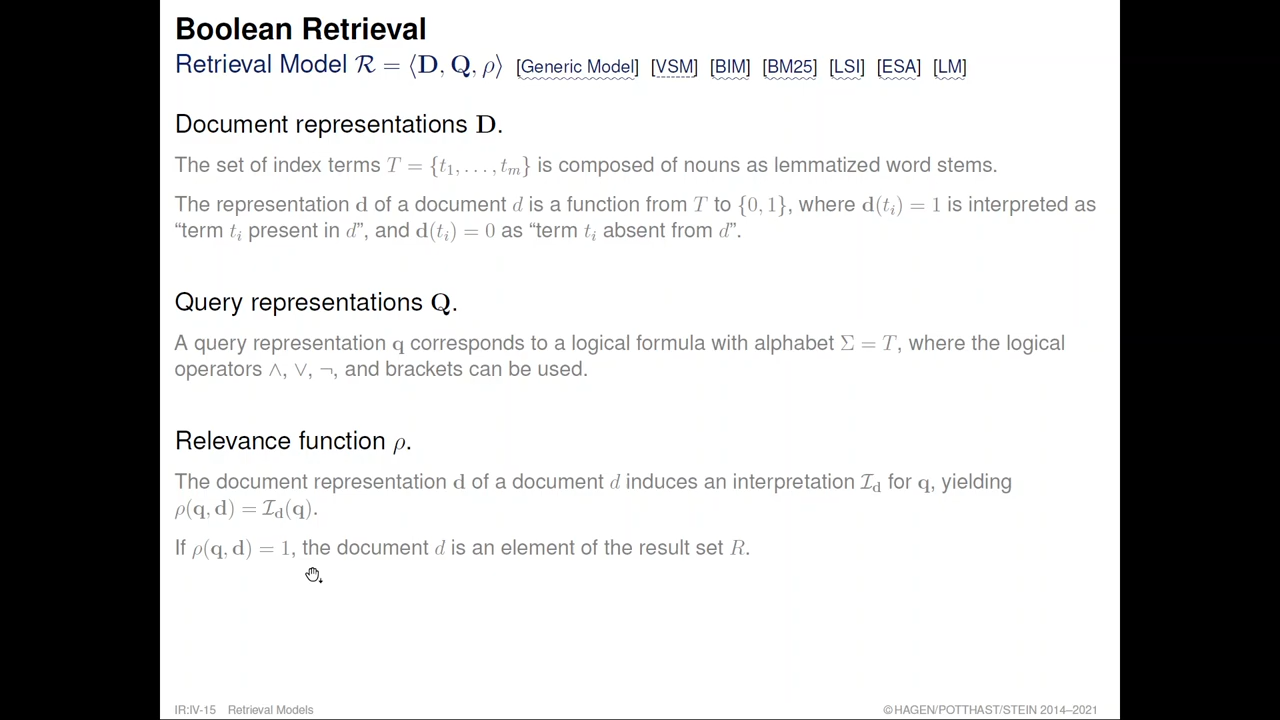 Boolean Retrieval
Retrieval Model ℛ = ⟨D, Q, ρ⟩ [Generic Model] [VSM] [BIM] [BM25] [LSI] [ESA] [LM]
Document representations D.
The set of index terms T = {t₁, . . . , tₘ} is composed of nouns as lemmatized word stems.
The representation d of a document d is a function from T to {0, 1}, where d(tᵢ) = 1 is interpreted as
“term tᵢ present in d”, and d(tᵢ) = 0 as “term tᵢ absent from d”.
Query representations Q.
A query representation q corresponds to a logical formula with alphabet Σ = T, where the logical
operators ∧, ∨, ¬, and brackets can be used.
Relevance function ρ.
The document representation d of a document d induces an interpretation ℐ_d for q, yielding
ρ(q, d) = ℐ_d(q).
If ρ(q, d) = 1, the document d is an element of the result set R.
IR:IV-15 Retrieval Models ©HAGEN/POTTHAST/STEIN 2014–2021